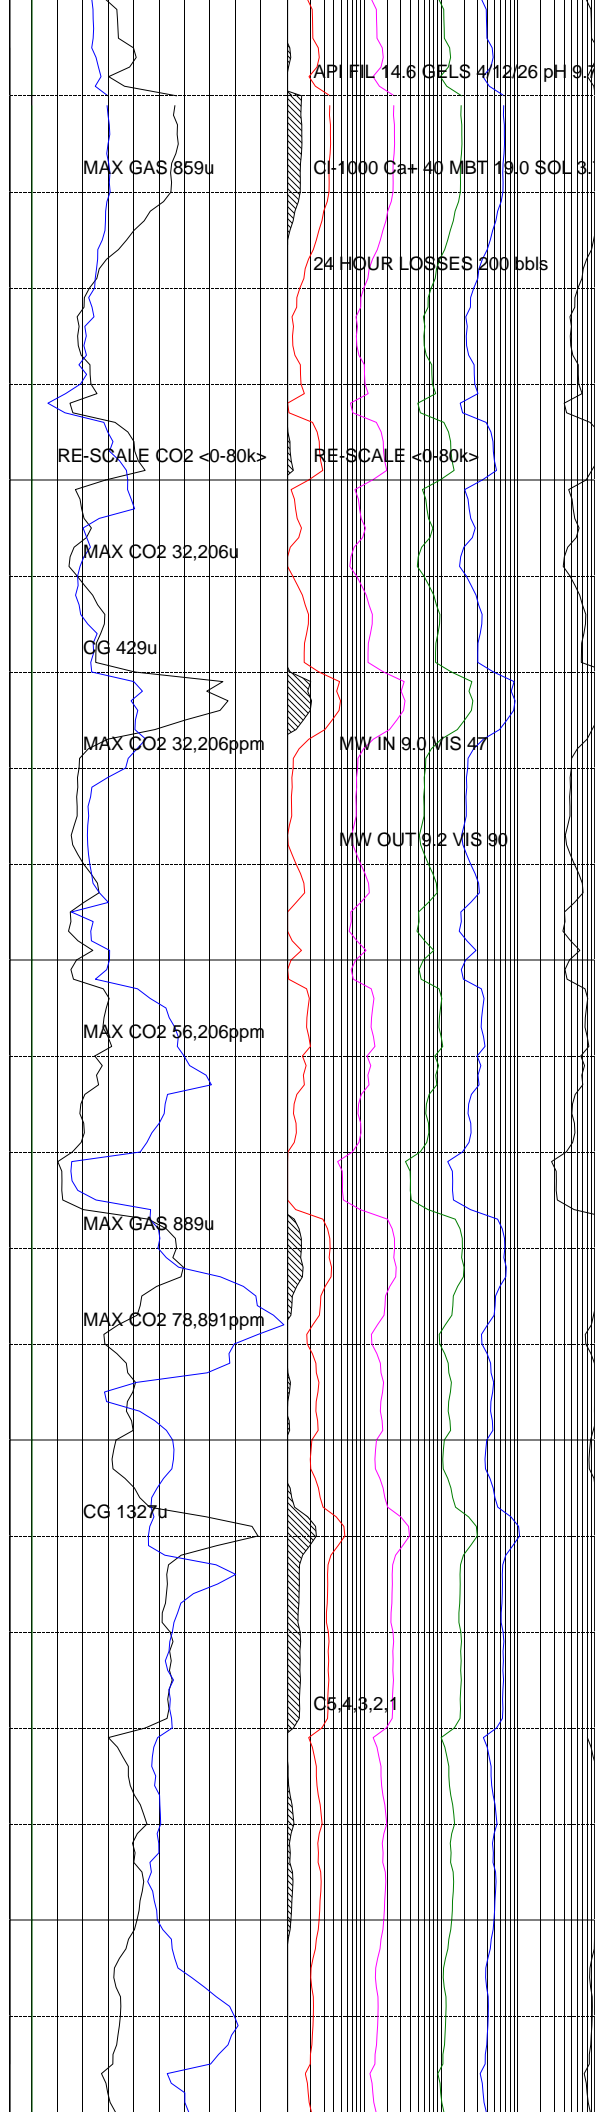 API FIL 14.6 GELS 4/12/26 pH 9.7
MAX GAS 859u
Cl-1000 Ca+ 40 MBT 19.0 SOL 3.
24 HOUR LOSSES 200 bbls
RE-SCALE CO2 <0-80k>
RE-SCALE <0-80k>
MAX CO2 32,206u
CG 429u
MAX CO2 32,206ppm
MW IN 9.0 VIS 47
MW OUT 9.2 VIS 90
MAX CO2 56,206ppm
MAX GAS 889u
MAX CO2 78,891ppm
CG 1327u
C5,4,3,2,1